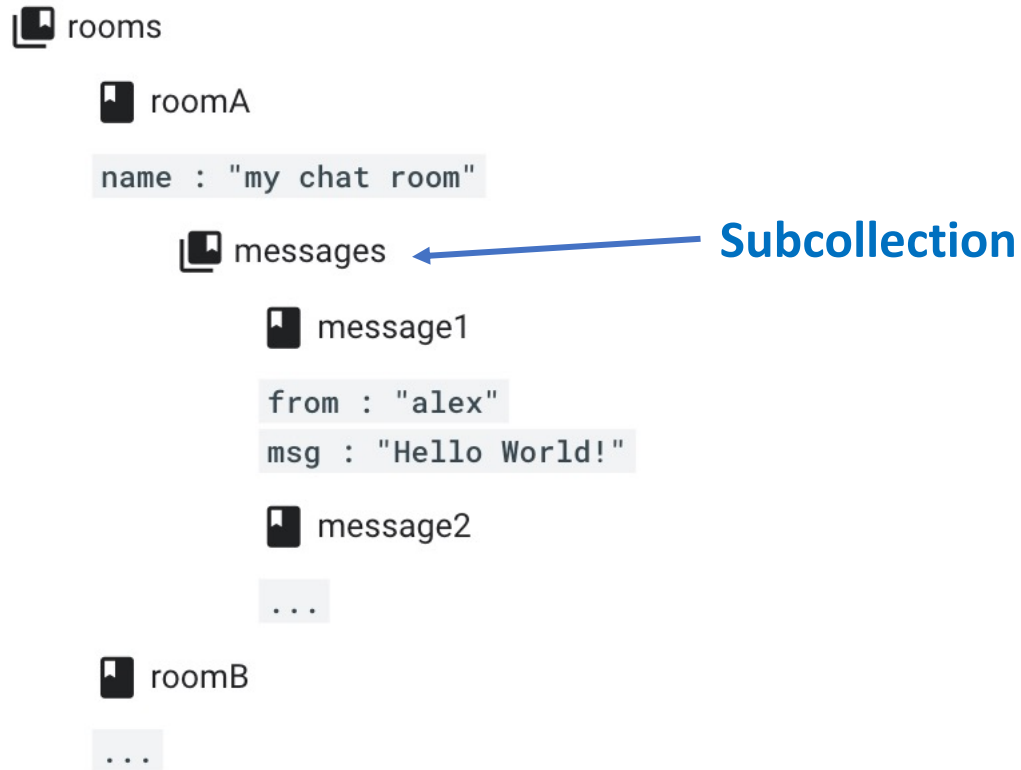 rooms
roomA
name : "my chat room"
messages
Subcollection
message1
from : "alex"
msg : "Hello World!"
message2
...
roomB
...